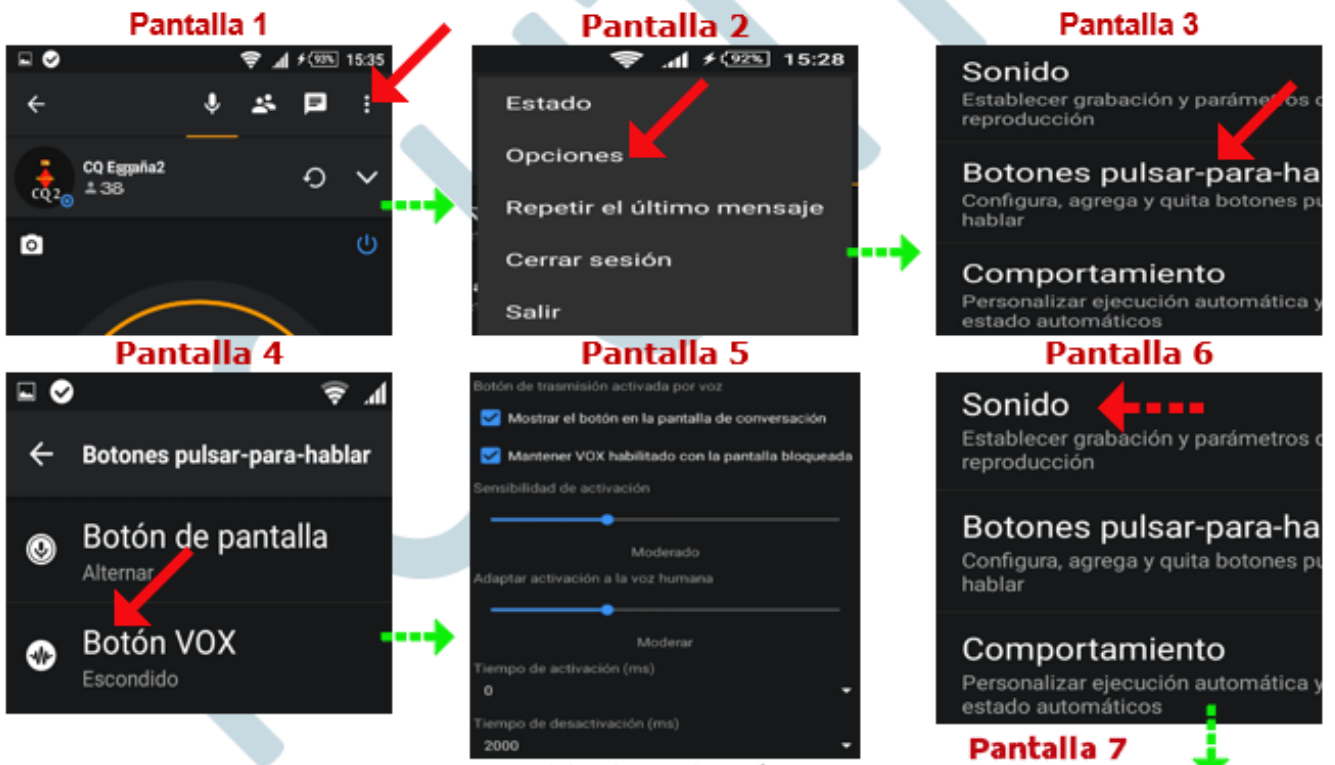 Pantalla 1
15:35
93%
CQ Espaañ2
38
CQ 2
Pantalla 2
92%
15:28
Estado
Opciones
Repetir el último mensaje
Cerrar sesión
Salir
Pantalla 3
Sonido
Establecer grabación y parámetros
reproducción
Botones pulsar-para-ha
Configura, agrega y quita botones pu
hablar
Comportamiento
Personalizar ejecución automática y
estado automáticos
Pantalla 4
Botones pulsar-para-hablar
Botón de pantalla
Alternar
Botón VOX
Escondido
Pantalla 5
Botón de trasmisión activada por voz
Mostrar el botón en la pantalla de conversación
Mantener VOX habilitado con la pantalla bloqueada
Sensibilidad de activación
Moderado
Adaptar activación a la voz humana
Moderar
Tiempo de activación (ms)
0
Tiempo de desactivación (ms)
2000
Pantalla 6
Sonido
Establecer grabación y parámetros
reproducción
Botones pulsar-para-ha
Configura, agrega y quita botones pu
hablar
Comportamiento
Personalizar ejecución automática y
estado automáticos
Pantalla 7